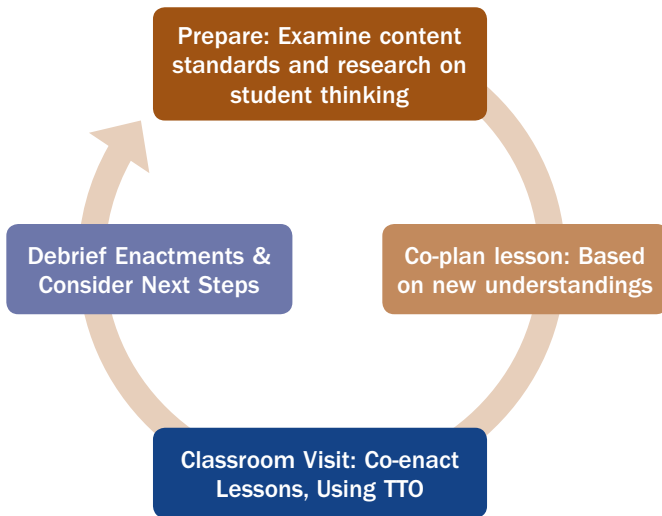 Prepare: Examine content
standards and research on
student thinking
Co-plan lesson: Based
on new understandings
Classroom Visit: Co-enact
Lessons, Using TTO
Debrief Enactments &
Consider Next Steps